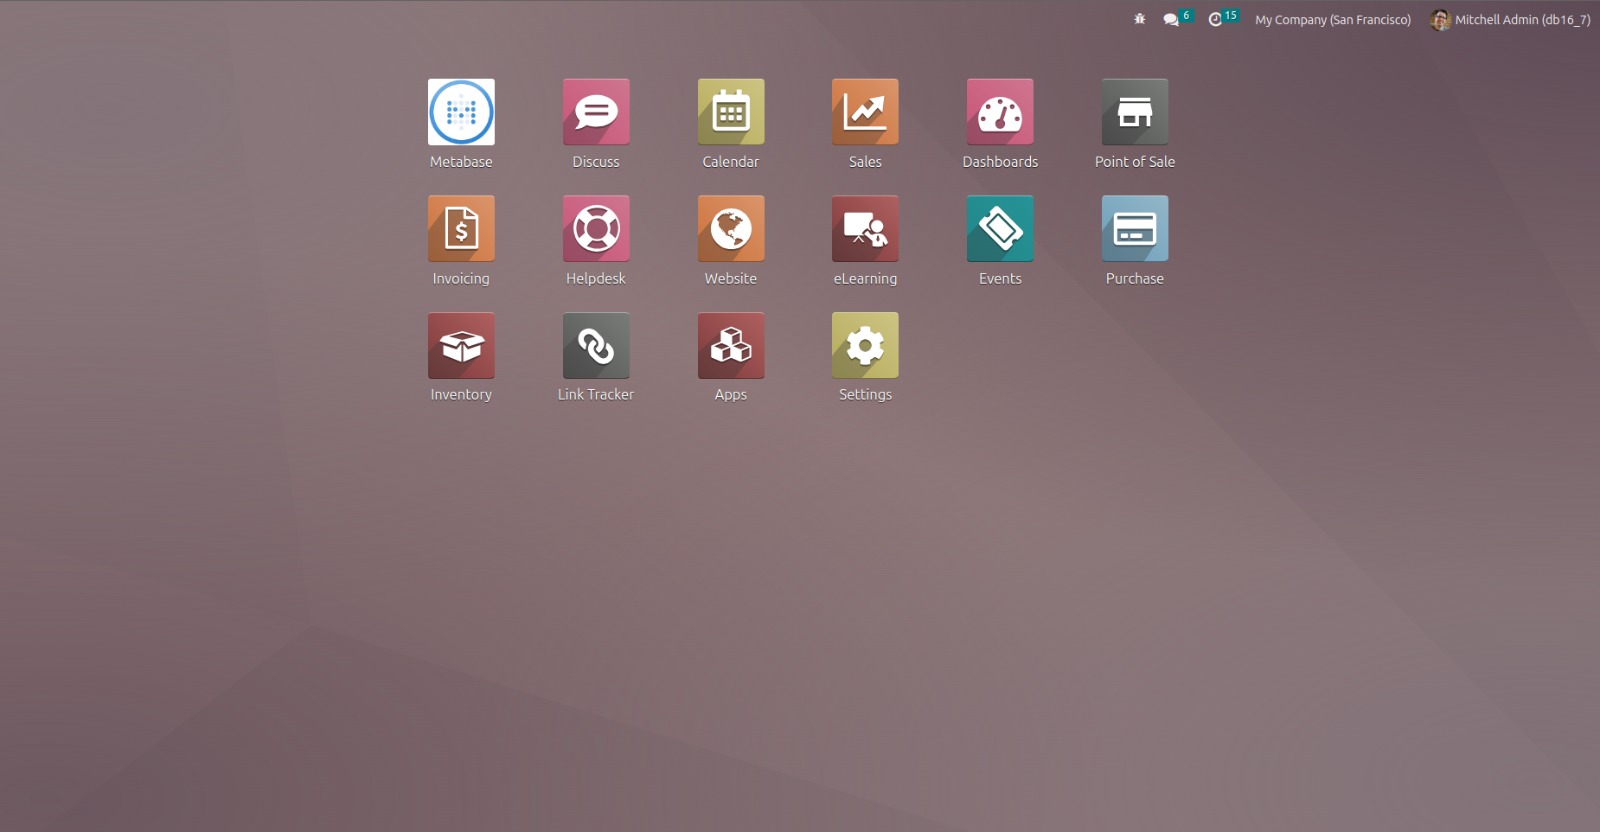 6 15 My Company (San Francisco) Mitchell Admin (db16_7)
Metabase Discuss Calendar Sales Dashboards Point of Sale
$
Invoicing Helpdesk Website eLearning Events Purchase
Inventory Link Tracker Apps Settings